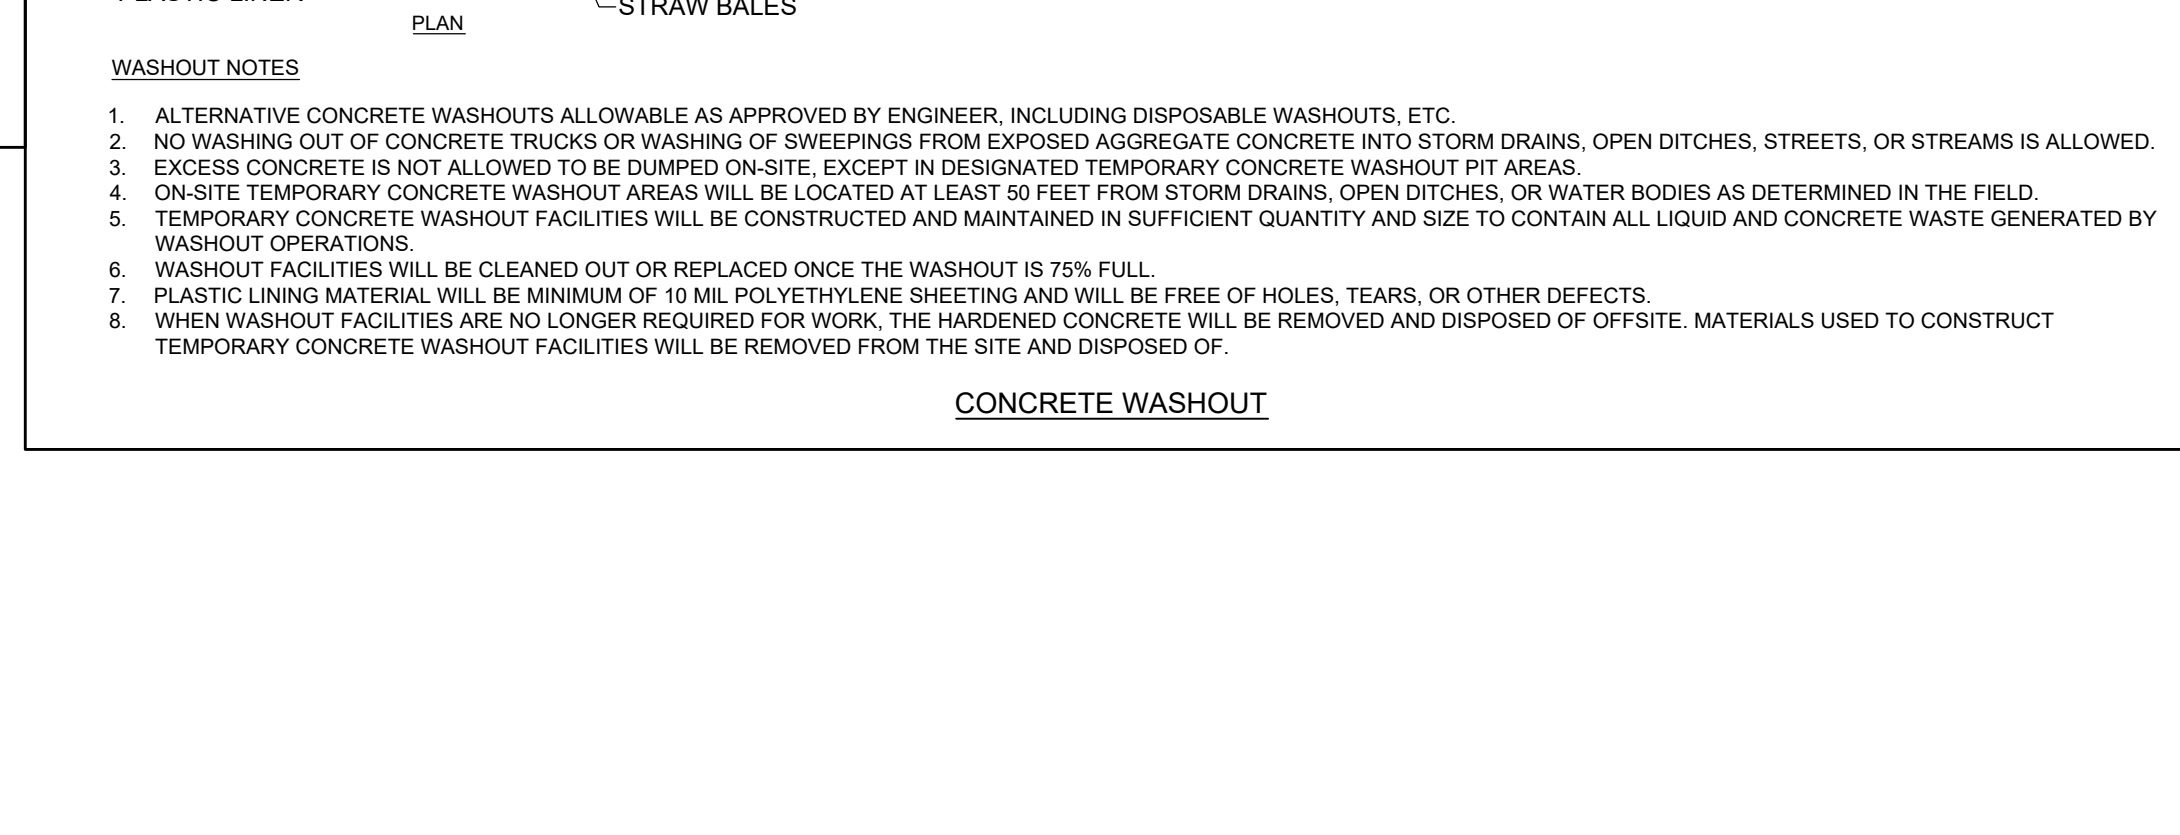 PLASTIC LINER
STRAW BALES
PLAN
WASHOUT NOTES
1. ALTERNATIVE CONCRETE WASHOUTS ALLOWABLE AS APPROVED BY ENGINEER, INCLUDING DISPOSABLE WASHOUTS, ETC.
2. NO WASHING OUT OF CONCRETE TRUCKS OR WASHING OF SWEEPINGS FROM EXPOSED AGGREGATE CONCRETE INTO STORM DRAINS, OPEN DITCHES, STREETS, OR STREAMS IS ALLOWED.
3. EXCESS CONCRETE IS NOT ALLOWED TO BE DUMPED ON-SITE, EXCEPT IN DESIGNATED TEMPORARY CONCRETE WASHOUT PIT AREAS.
4. ON-SITE TEMPORARY CONCRETE WASHOUT AREAS WILL BE LOCATED AT LEAST 50 FEET FROM STORM DRAINS, OPEN DITCHES, OR WATER BODIES AS DETERMINED IN THE FIELD.
5. TEMPORARY CONCRETE WASHOUT FACILITIES WILL BE CONSTRUCTED AND MAINTAINED IN SUFFICIENT QUANTITY AND SIZE TO CONTAIN ALL LIQUID AND CONCRETE WASTE GENERATED BY
WASHOUT OPERATIONS.
6. WASHOUT FACILITIES WILL BE CLEANED OUT OR REPLACED ONCE THE WASHOUT IS 75% FULL.
7. PLASTIC LINING MATERIAL WILL BE MINIMUM OF 10 MIL POLYETHYLENE SHEETING AND WILL BE FREE OF HOLES, TEARS, OR OTHER DEFECTS.
8. WHEN WASHOUT FACILITIES ARE NO LONGER REQUIRED FOR WORK, THE HARDENED CONCRETE WILL BE REMOVED AND DISPOSED OF OFFSITE. MATERIALS USED TO CONSTRUCT
TEMPORARY CONCRETE WASHOUT FACILITIES WILL BE REMOVED FROM THE SITE AND DISPOSED OF.
CONCRETE WASHOUT